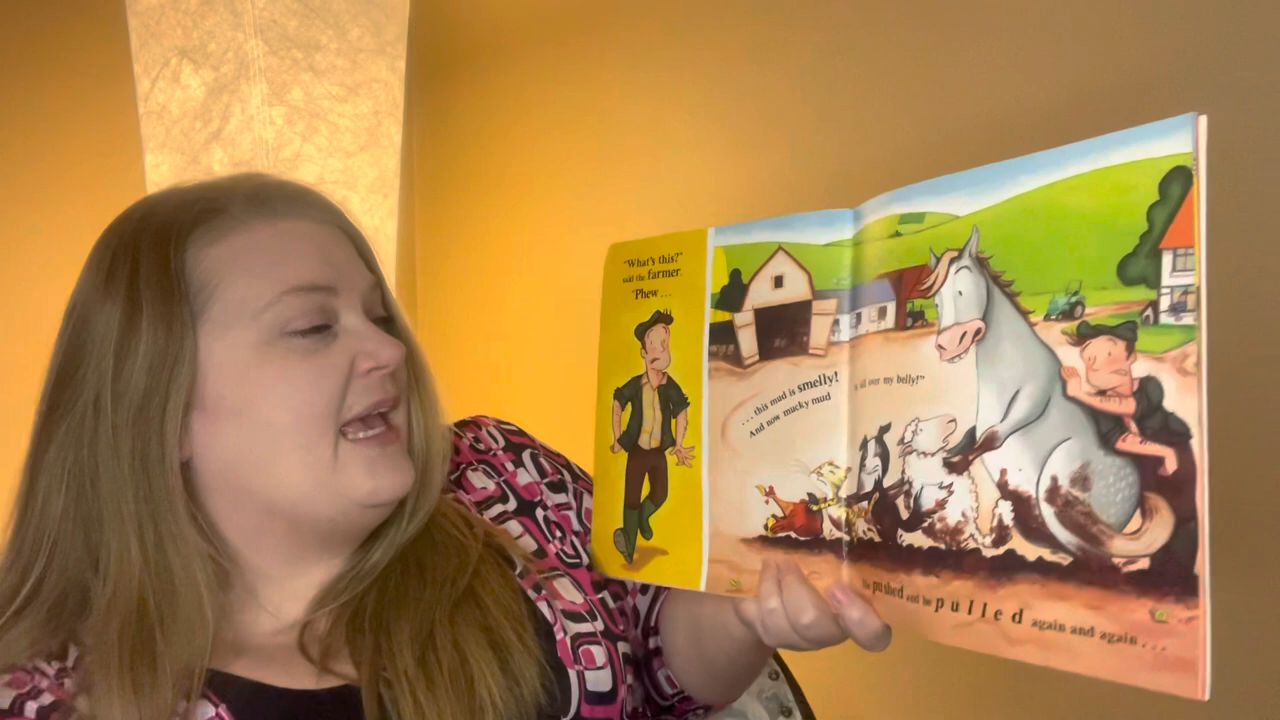 "What's this?"
said the farmer.
"Phew...
...this mud is smelly!
And now mucky mud
is all over my belly!"
He pushed and he pulled again and again...